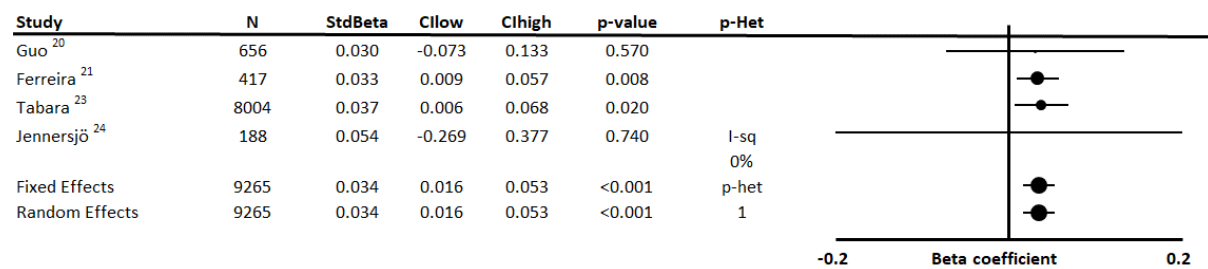 Study N StdBeta CIlow CIhigh p-value p-Het
Guo 20 656 0.030 -0.073 0.133 0.570
Ferreira 21 417 0.033 0.009 0.057 0.008
Tabara 23 8004 0.037 0.006 0.068 0.020
Jennersjö 24 188 0.054 -0.269 0.377 0.740 I-sq
0%
Fixed Effects 9265 0.034 0.016 0.053 <0.001 p-het
Random Effects 9265 0.034 0.016 0.053 <0.001 1
-0.2 Beta coefficient 0.2